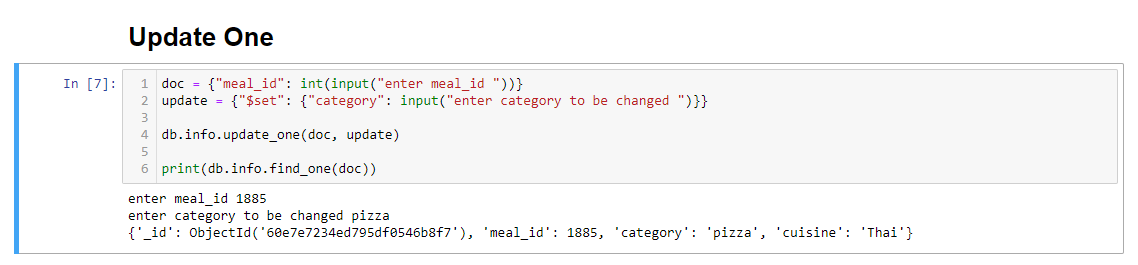 Update One
In [7]:
1 doc = {"meal_id": int(input("enter meal_id "))}
2 update = {"$set": {"category": input("enter category to be changed ")}}
3
4 db.info.update_one(doc, update)
5
6 print(db.info.find_one(doc))
enter meal_id 1885
enter category to be changed pizza
{'_id': ObjectId('60e7e7234ed795df0546b8f7'), 'meal_id': 1885, 'category': 'pizza', 'cuisine': 'Thai'}